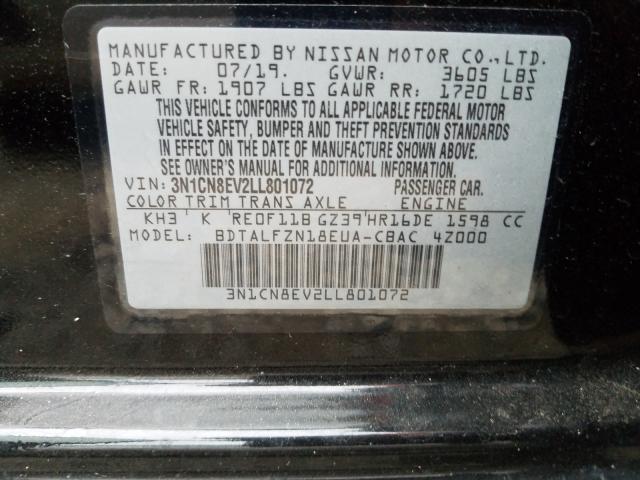 MANUFACTURED BY NISSAN MOTOR CO., LTD.
DATE: 07/19. GVWR: 3605 LBS
GAWR FR: 1907 LBS GAWR RR: 1720 LBS
THIS VEHICLE CONFORMS TO ALL APPLICABLE FEDERAL MOTOR
VEHICLE SAFETY, BUMPER AND THEFT PREVENTION STANDARDS
IN EFFECT ON THE DATE OF MANUFACTURE SHOWN ABOVE.
SEE OWNER'S MANUAL FOR ADDITIONAL INFORMATION.
VIN: 3N1CN8EV2LL801072 PASSENGER CAR.
COLOR TRIM TRANS AXLE ENGINE
KH3 K RE0F11B GZ39 HR16DE 1598 CC
MODEL: BDTALFZN18EUA-CBAC 4Z000
3N1CN8EV2LL801072